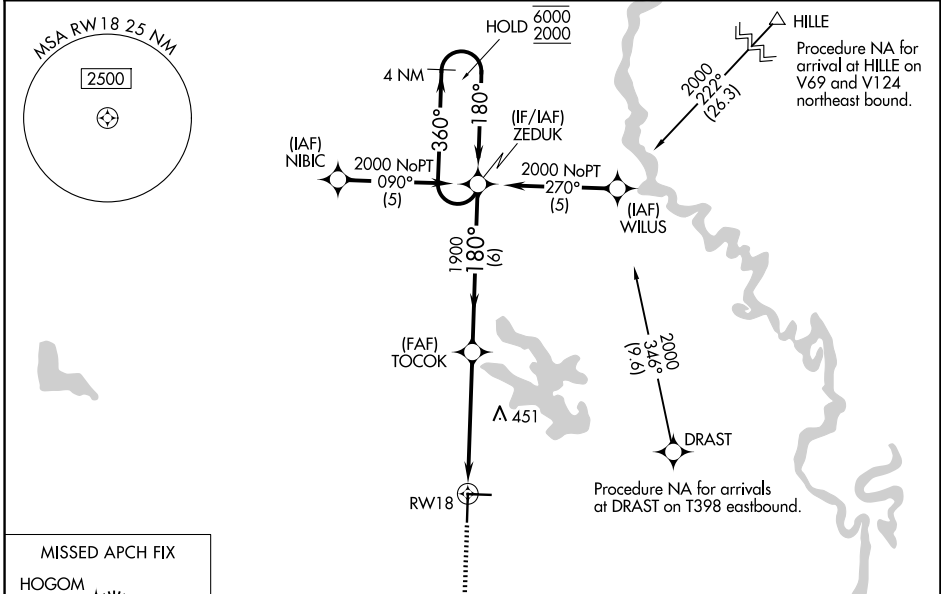 MSA RW18 25 NM
2500
HOLD
6000
2000
4 NM
360°
180°
(IF/IAF)
ZEDUK
(IAF)
NIBIC
2000 NoPT
090°
(5)
2000 NoPT
270°
(5)
(IAF)
WILUS
HILLE
Procedure NA for
arrival at HILLE on
V69 and V124
northeast bound.
2000
222°
(26.3)
1900
180°
(6)
(FAF)
TOCOK
451
2000
346°
(9.6)
DRAST
Procedure NA for arrivals
at DRAST on T398 eastbound.
RW18
MISSED APCH FIX
HOGOM